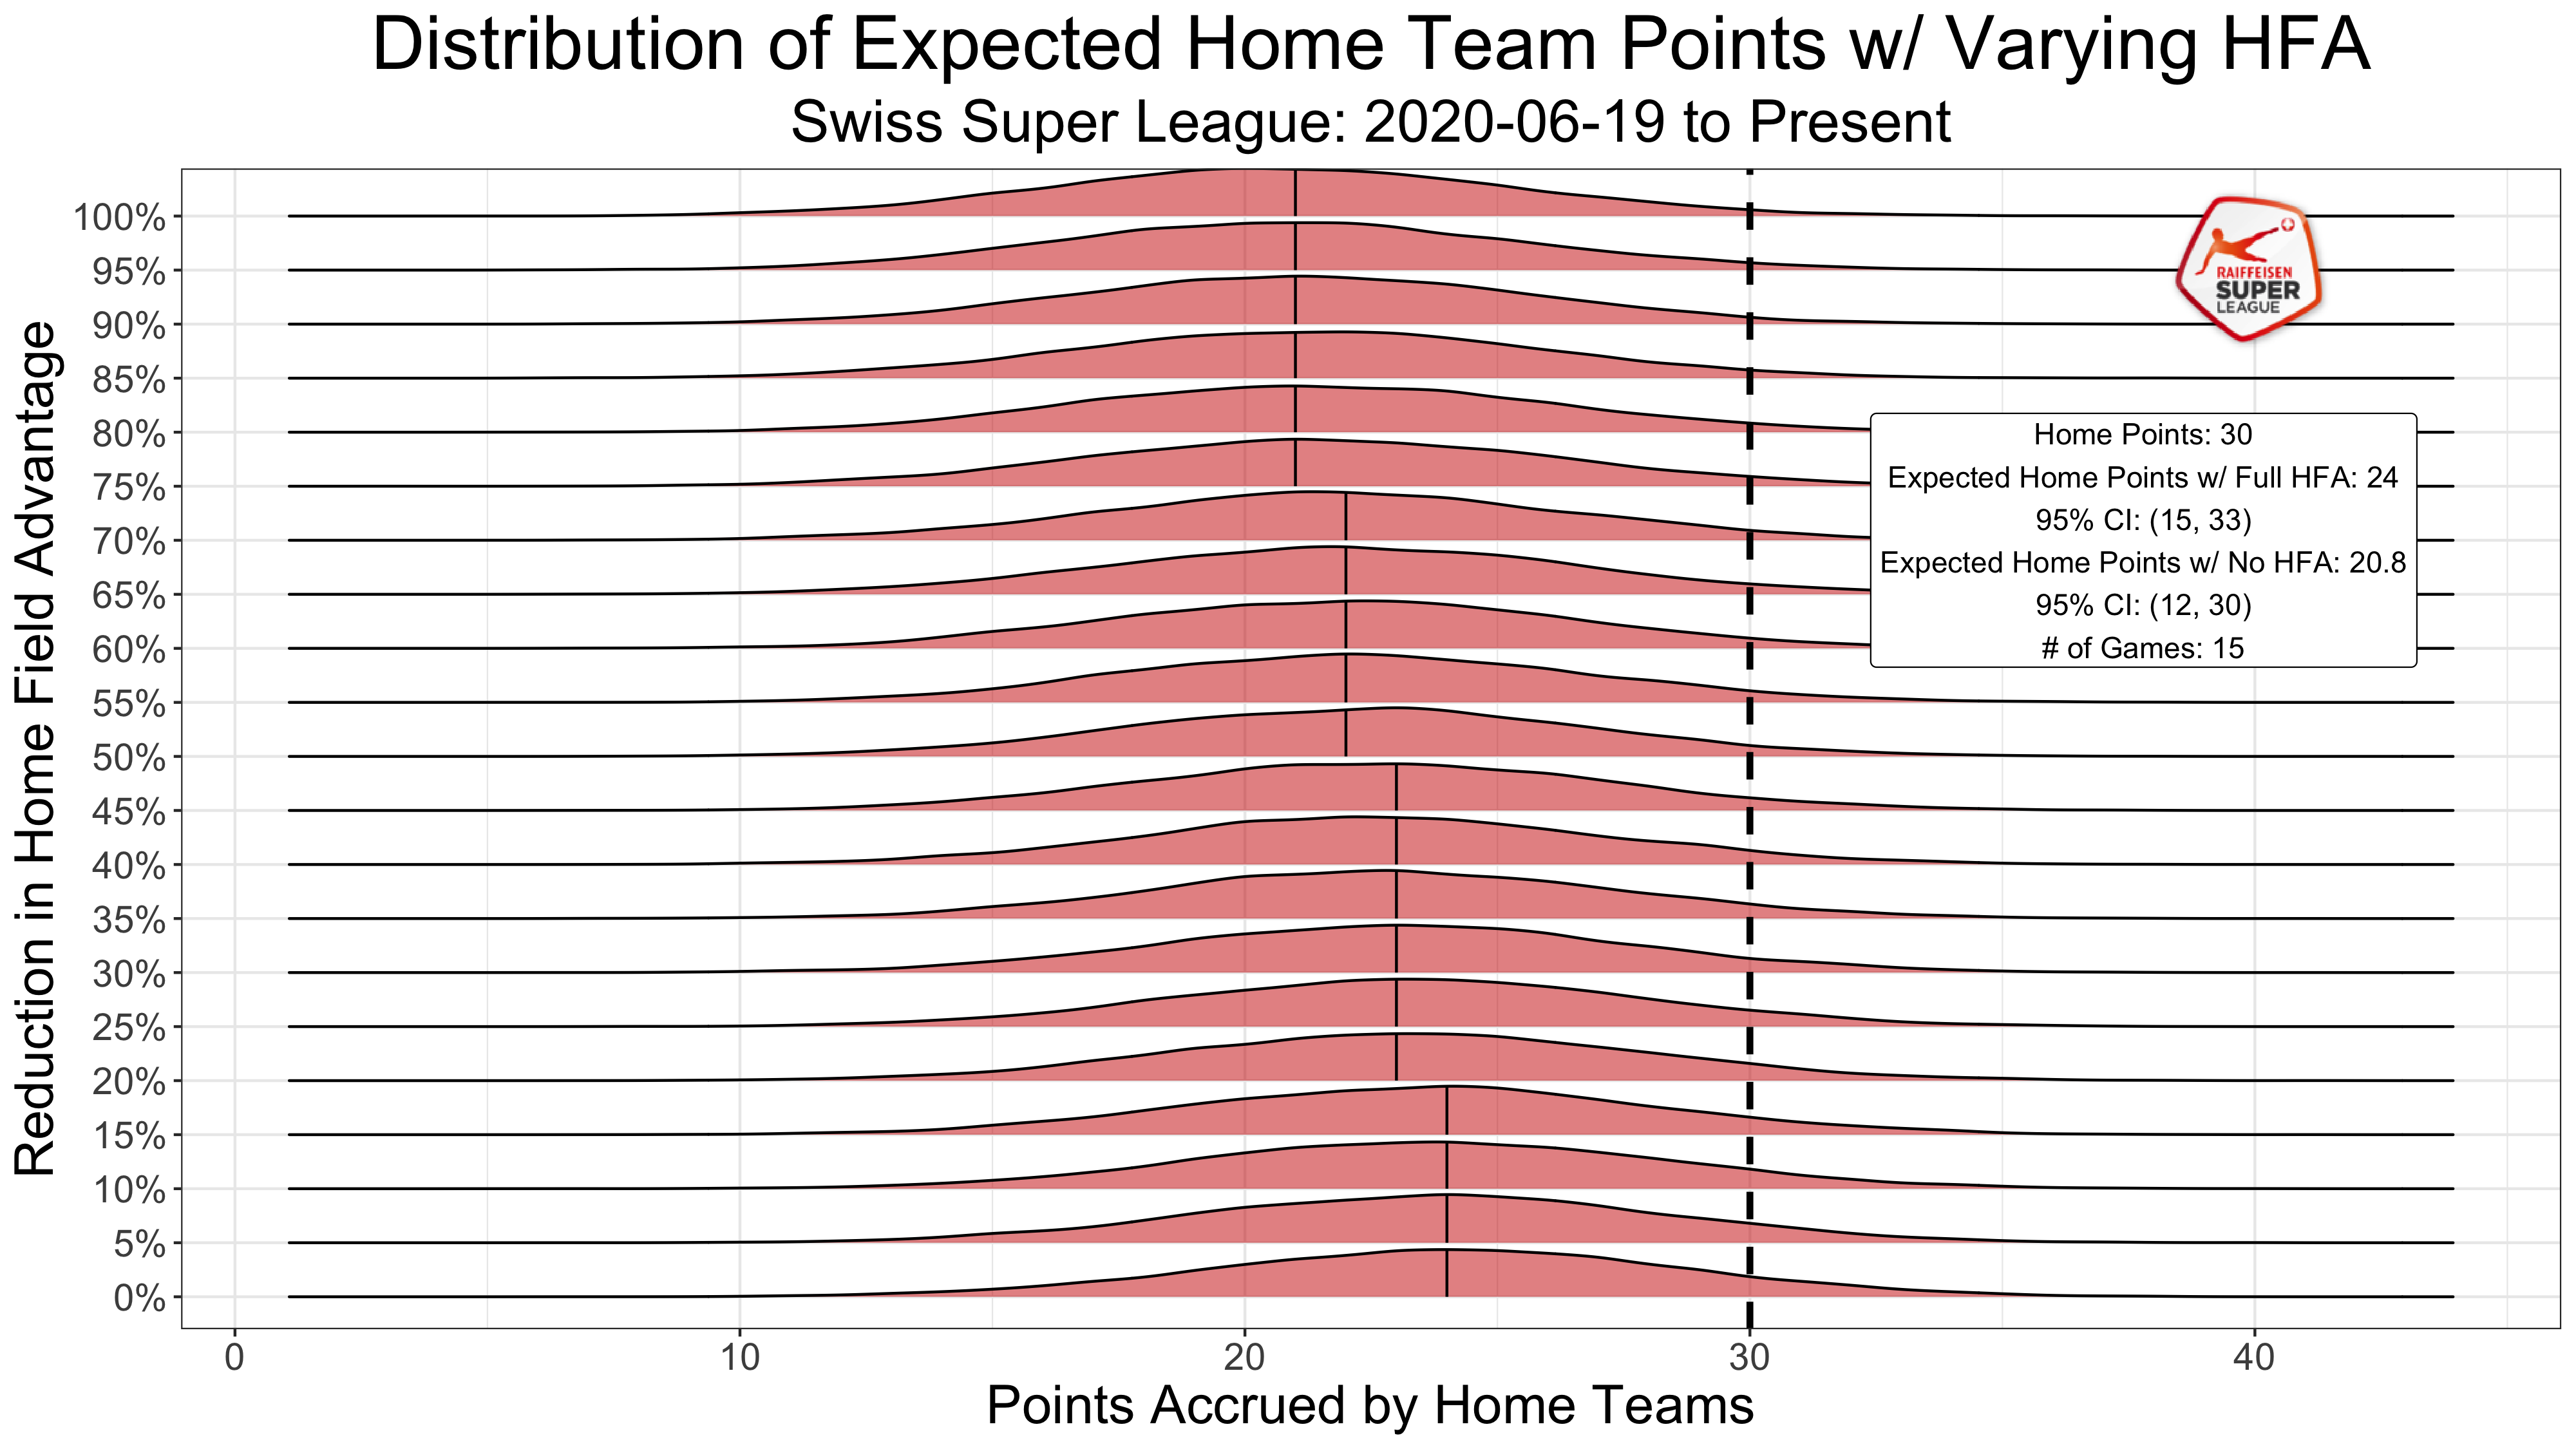 Distribution of Expected Home Team Points w/ Varying HFA
Swiss Super League: 2020-06-19 to Present
Reduction in Home Field Advantage
100%
95%
90%
85%
80%
75%
70%
65%
60%
55%
50%
45%
40%
35%
30%
25%
20%
15%
10%
5%
0%
RAIFFEISEN
SUPER
LEAGUE
Home Points: 30
Expected Home Points w/ Full HFA: 24
95% CI: (15, 33)
Expected Home Points w/ No HFA: 20.8
95% CI: (12, 30)
# of Games: 15
0 10 20 30 40
Points Accrued by Home Teams